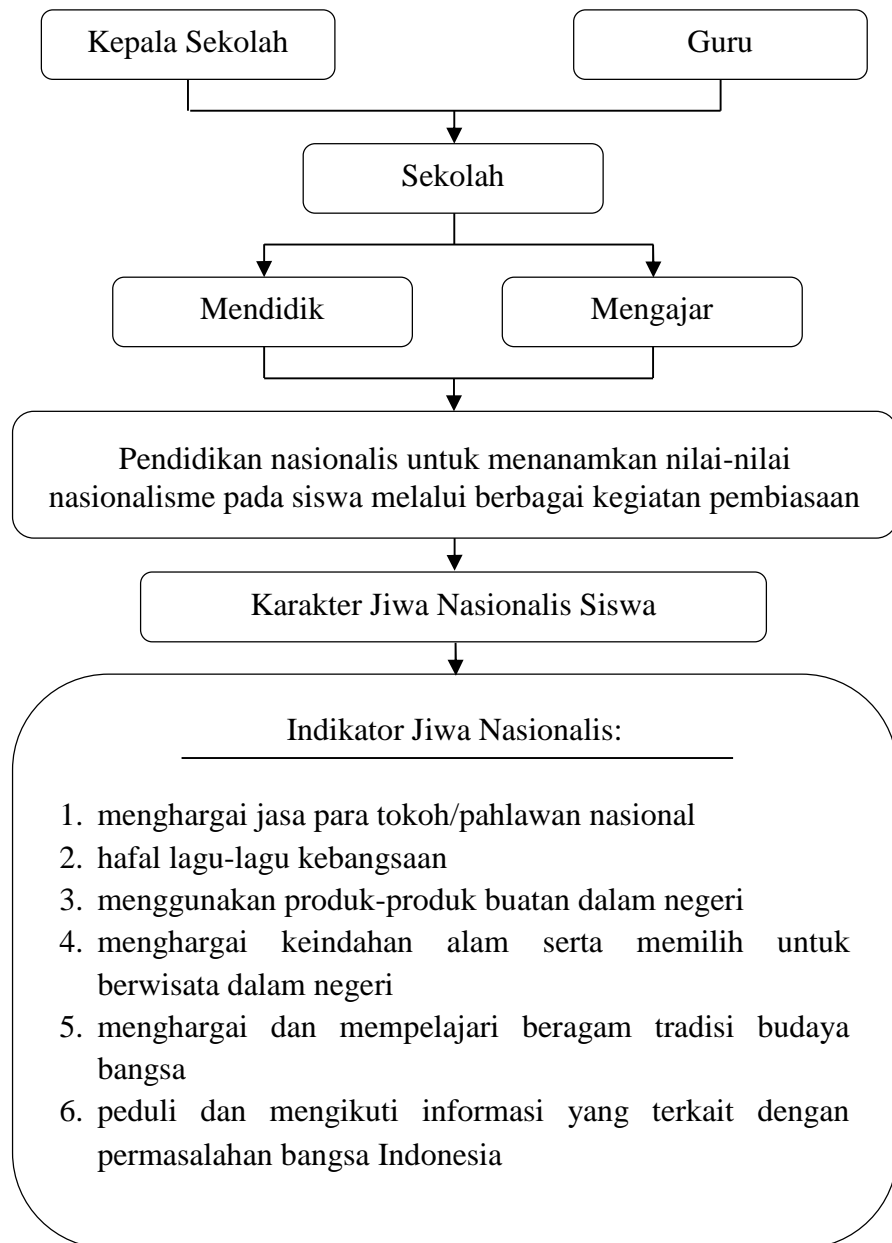 Kepala Sekolah
Guru
Sekolah
Mendidik
Mengajar
Pendidikan nasionalis untuk menanamkan nilai-nilai
nasionalisme pada siswa melalui berbagai kegiatan pembiasaan
Karakter Jiwa Nasionalis Siswa
Indikator Jiwa Nasionalis:
1. menghargai jasa para tokoh/pahlawan nasional
2. hafal lagu-lagu kebangsaan
3. menggunakan produk-produk buatan dalam negeri
4. menghargai keindahan alam serta memilih untuk
berwisata dalam negeri
5. menghargai dan mempelajari beragam tradisi budaya
bangsa
6. peduli dan mengikuti informasi yang terkait dengan
permasalahan bangsa Indonesia